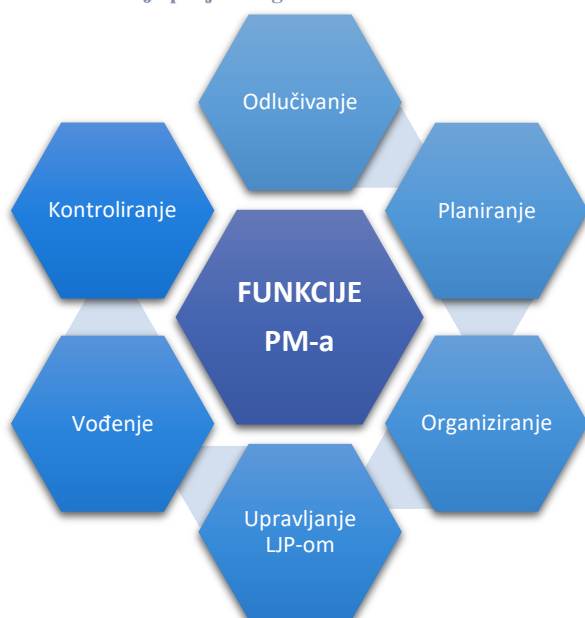 Odlučivanje
Kontroliranje
Planiranje
FUNKCIJE
PM-a
Vođenje
Organiziranje
Upravljanje
LJP-om